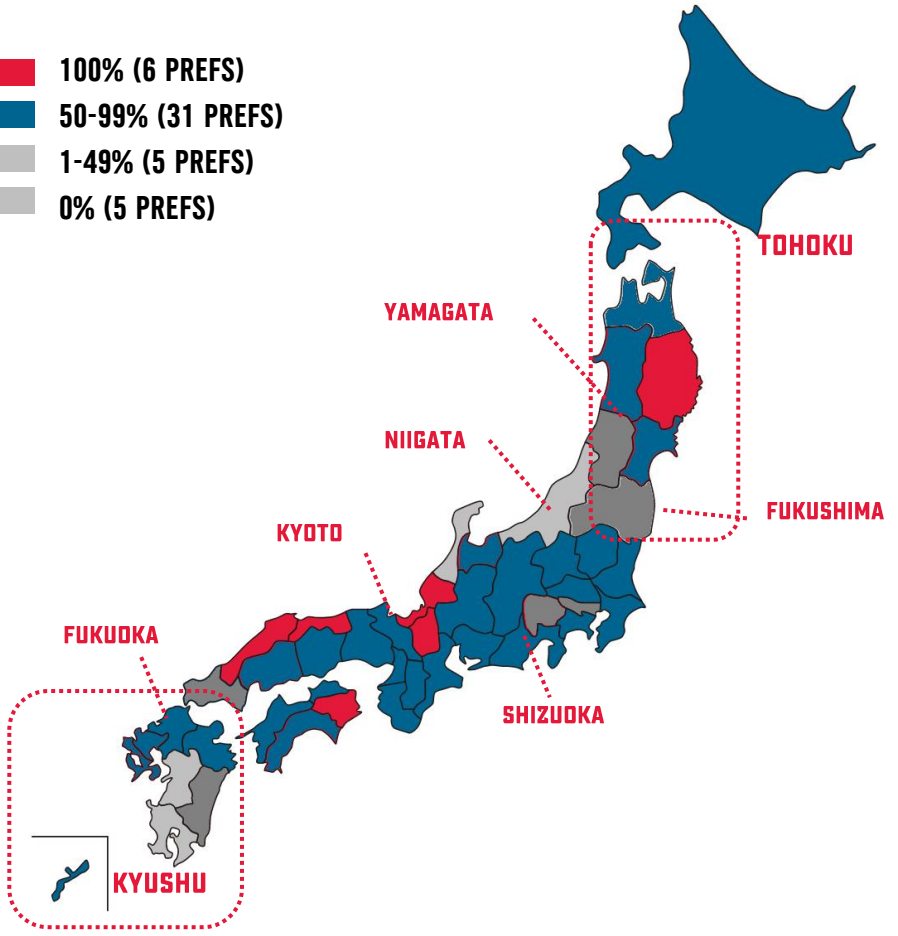 100% (6 PREFS)
50-99% (31 PREFS)
1-49% (5 PREFS)
0% (5 PREFS)
TOHOKU
YAMAGATA
NIIGATA
FUKUSHIMA
KYOTO
FUKUOKA
SHIZUOKA
KYUSHU